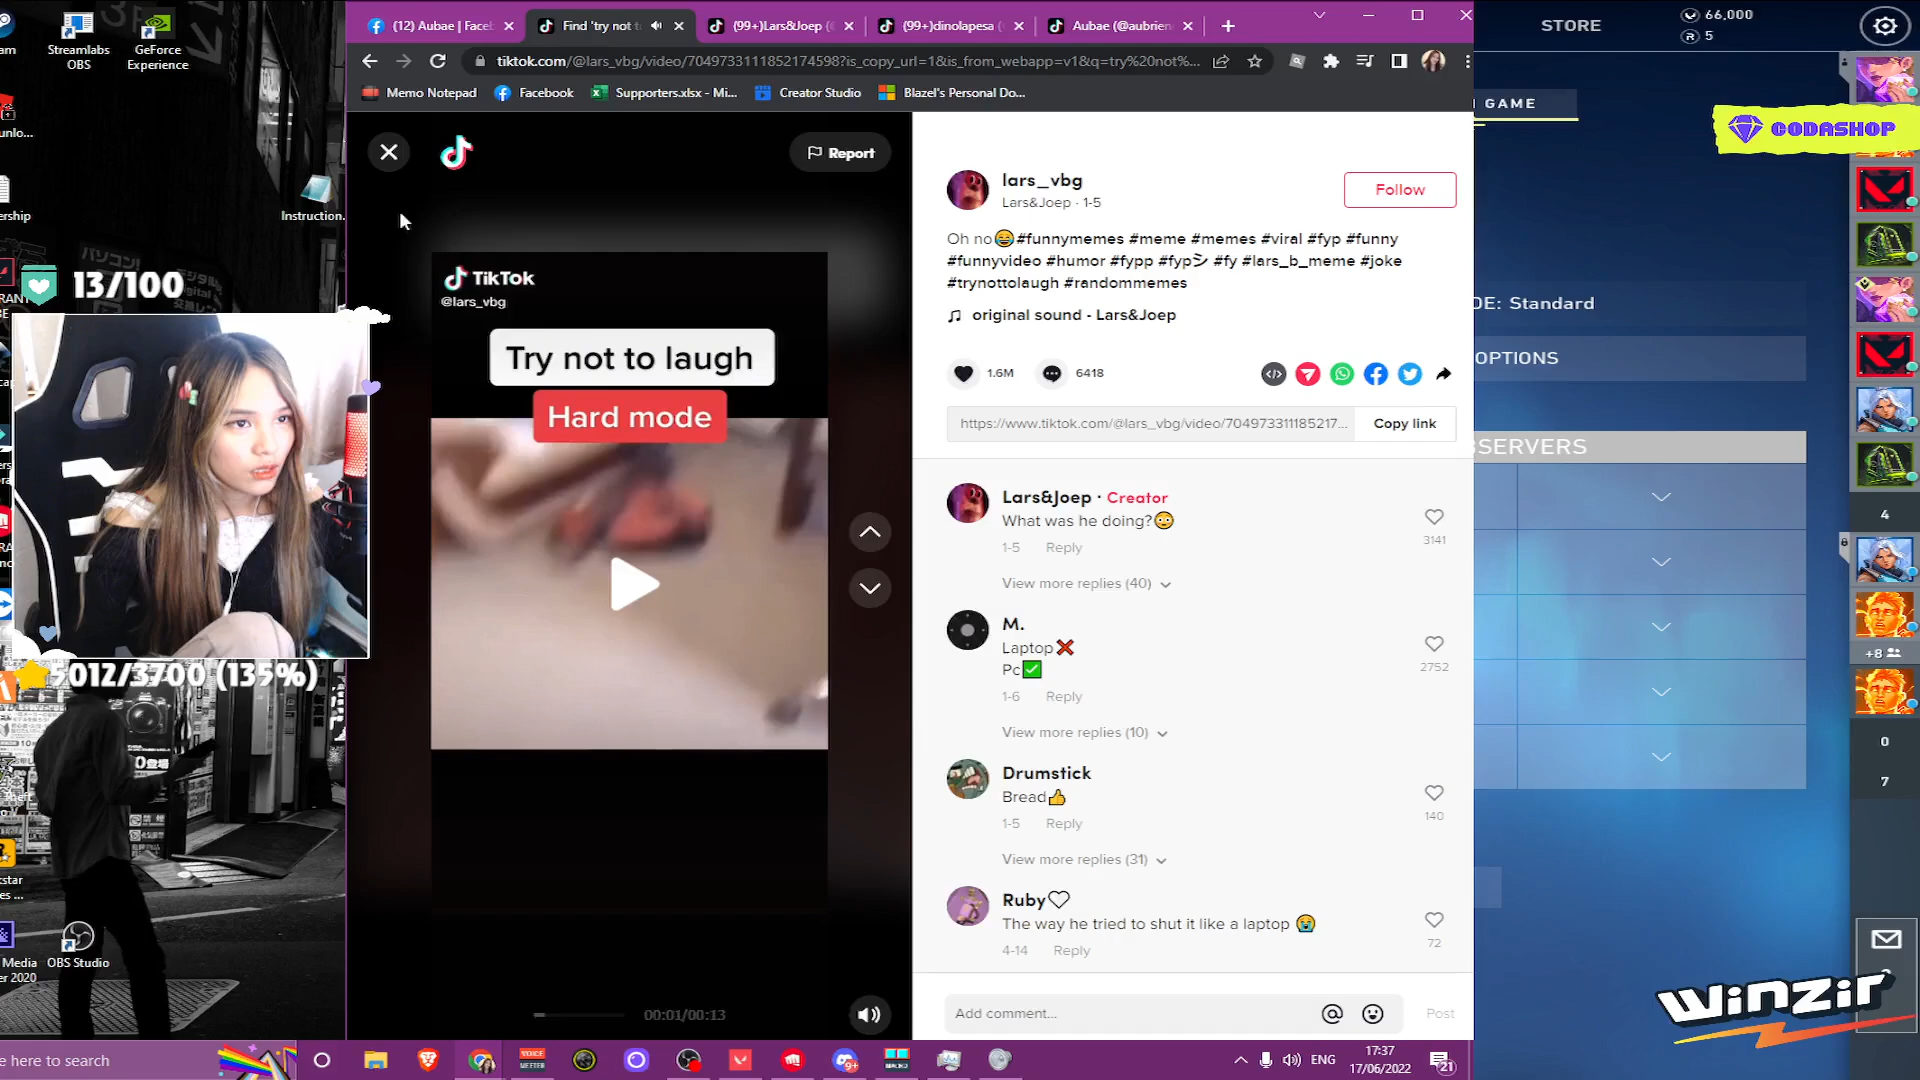 (12) Aubae | Faceb
Find 'try not t
(99+)Lars&Joep (
(99+)dinolapesa (
Aubae (@aubrien
tiktok.com/@lars_vbg/video/7049733111852174598?is_copy_url=1&is_from_webapp=v1&q=try%20not%...
Memo Notepad
Facebook
Supporters.xlsx - Mi...
Creator Studio
Blazel's Personal Do...
Streamlabs
OBS
GeForce
Experience
Instruction.
13/100
5012/3700 (135%)
OBS Studio
Media
er 2020
Report
TikTok
@lars_vbg
Try not to laugh
Hard mode
00:01/00:13
lars_vbg
Lars&Joep · 1-5
Follow
Oh no😂 #funnymemes #meme #memes #viral #fyp #funny
#funnyvideo #humor #fypp #fypシ #fy #lars_b_meme #joke
#trynottolaugh #randommemes
original sound - Lars&Joep
1.6M
6418
https://www.tiktok.com/@lars_vbg/video/70497331118521​7...
Copy link
Lars&Joep · Creator
What was he doing?😳
3141
1-5 Reply
View more replies (40)
M.
Laptop❌
Pc✅
2752
1-6 Reply
View more replies (10)
Drumstick
Bread👍
140
1-5 Reply
View more replies (31)
Ruby♡
The way he tried to shut it like a laptop 😭
72
4-14 Reply
Add comment...
Post
STORE
66,000
5
GAME
CODASHOP
DE: Standard
OPTIONS
SERVERS
4
+8
0
7
WINZIR
e here to search
VOICE
MEETER
MACRO
9+
ENG
17:37
17/06/2022
21